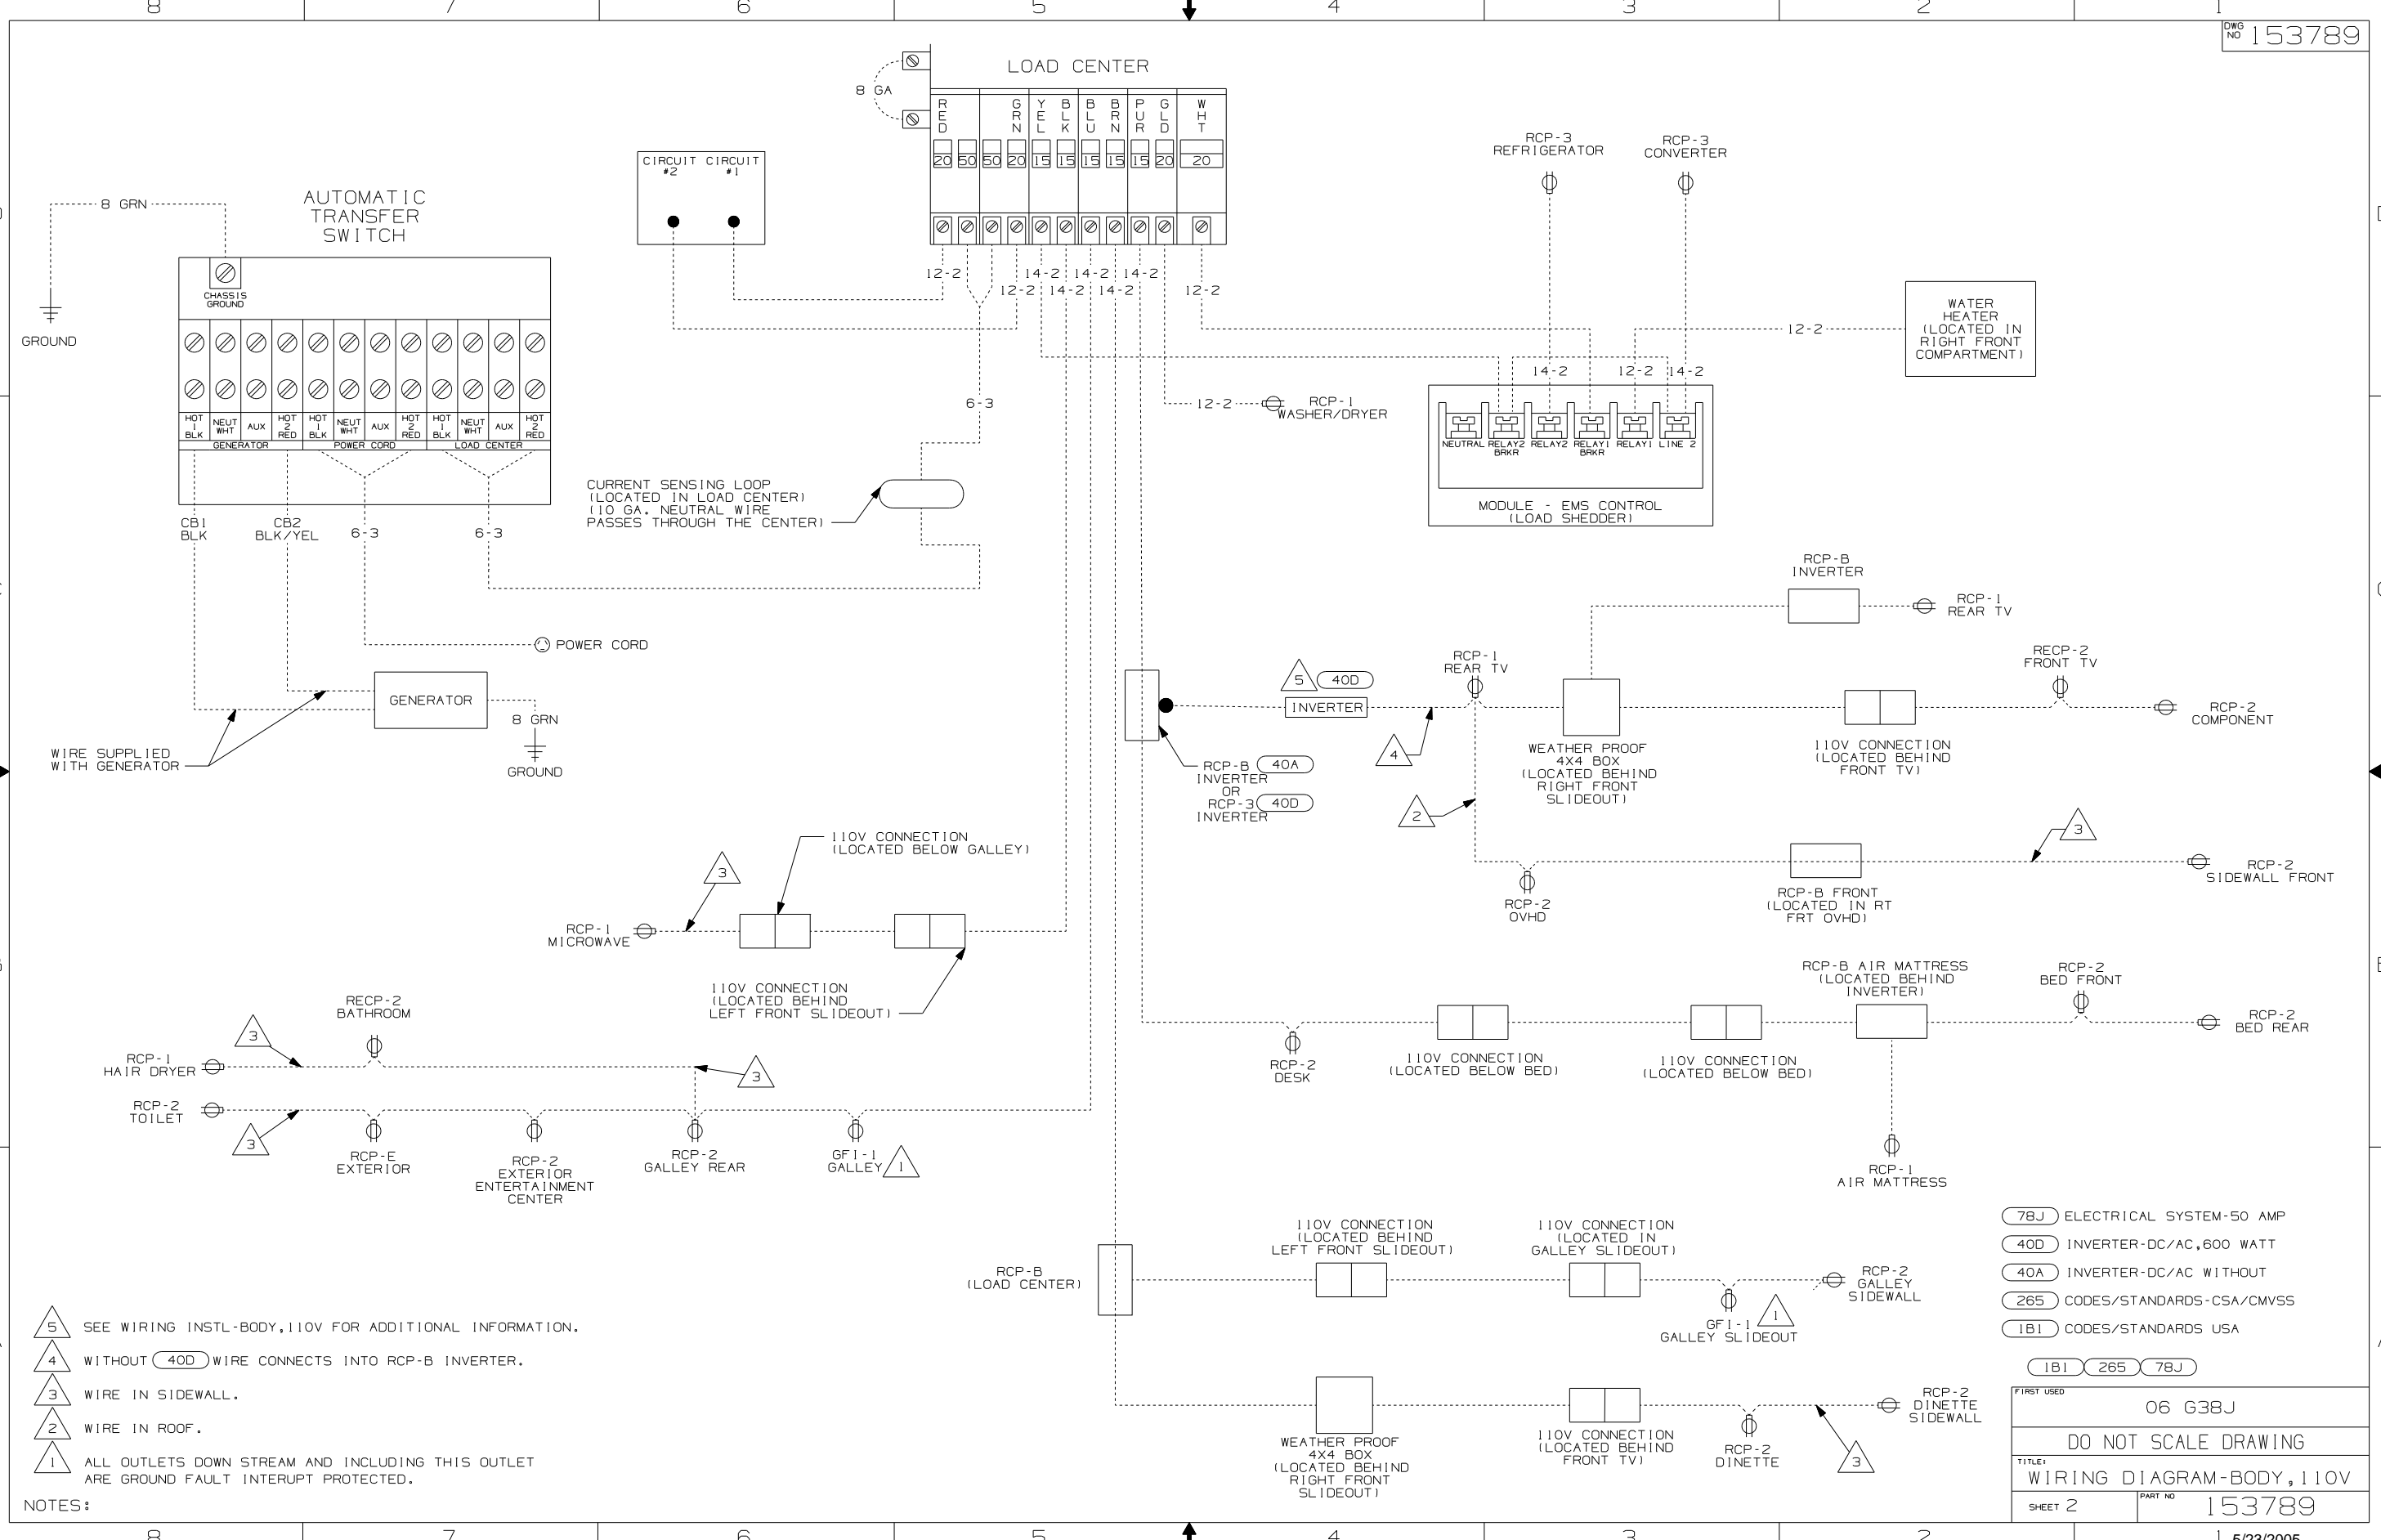 8 7 6 5 4 3 2 1
DWG NO 153789
LOAD CENTER
8 GA
RED GRN YEL BLK BLU BRN PUR GLD WHT
20 50 50 20 15 15 15 15 15 20 20
CIRCUIT #2
CIRCUIT #1
RCP-3
REFRIGERATOR
RCP-3
CONVERTER
8 GRN
GROUND
AUTOMATIC
TRANSFER
SWITCH
CHASSIS
GROUND
HOT 1 BLK
NEUT WHT
AUX
HOT 2 RED
HOT 1 BLK
NEUT WHT
AUX
HOT 2 RED
HOT 1 BLK
NEUT WHT
AUX
HOT 2 RED
GENERATOR
POWER CORD
LOAD CENTER
12-2 14-2 14-2 14-2
12-2 14-2 14-2 12-2
12-2
WATER
HEATER
(LOCATED IN
RIGHT FRONT
COMPARTMENT)
14-2 12-2 14-2
6-3
12-2
RCP-1
WASHER/DRYER
NEUTRAL
RELAY2
BRKR
RELAY2
RELAY1
BRKR
RELAY1
LINE 2
MODULE - EMS CONTROL
(LOAD SHEDDER)
CURRENT SENSING LOOP
(LOCATED IN LOAD CENTER)
(10 GA. NEUTRAL WIRE
PASSES THROUGH THE CENTER)
CB1
BLK
CB2
BLK/YEL
6-3
6-3
POWER CORD
GENERATOR
8 GRN
GROUND
WIRE SUPPLIED
WITH GENERATOR
RCP-B
INVERTER
RCP-1
REAR TV
5 40D
INVERTER
RCP-1
REAR TV
RECP-2
FRONT TV
RCP-2
COMPONENT
4
WEATHER PROOF
4X4 BOX
(LOCATED BEHIND
RIGHT FRONT
SLIDEOUT)
110V CONNECTION
(LOCATED BEHIND
FRONT TV)
RCP-B 40A
INVERTER
OR
RCP-3 40D
INVERTER
2
3
RCP-2
OVHD
RCP-B FRONT
(LOCATED IN RT
FRT OVHD)
RCP-2
SIDEWALL FRONT
110V CONNECTION
(LOCATED BELOW GALLEY)
3
RCP-1
MICROWAVE
110V CONNECTION
(LOCATED BEHIND
LEFT FRONT SLIDEOUT)
RCP-B AIR MATTRESS
(LOCATED BEHIND
INVERTER)
RCP-2
BED FRONT
RCP-2
BED REAR
RCP-2
DESK
110V CONNECTION
(LOCATED BELOW BED)
110V CONNECTION
(LOCATED BELOW BED)
RCP-1
AIR MATTRESS
RECP-2
BATHROOM
3
RCP-1
HAIR DRYER
3
RCP-2
TOILET
3
RCP-E
EXTERIOR
RCP-2
EXTERIOR
ENTERTAINMENT
CENTER
RCP-2
GALLEY REAR
GFI-1
GALLEY
1
RCP-B
(LOAD CENTER)
110V CONNECTION
(LOCATED BEHIND
LEFT FRONT SLIDEOUT)
110V CONNECTION
(LOCATED IN
GALLEY SLIDEOUT)
RCP-2
GALLEY
SIDEWALL
GFI-1
GALLEY SLIDEOUT
1
WEATHER PROOF
4X4 BOX
(LOCATED BEHIND
RIGHT FRONT
SLIDEOUT)
110V CONNECTION
(LOCATED BEHIND
FRONT TV)
RCP-2
DINETTE
3
RCP-2
DINETTE
SIDEWALL
78J ELECTRICAL SYSTEM-50 AMP
40D INVERTER-DC/AC,600 WATT
40A INVERTER-DC/AC WITHOUT
265 CODES/STANDARDS-CSA/CMVSS
1B1 CODES/STANDARDS USA
1B1 265 78J
5 SEE WIRING INSTL-BODY,110V FOR ADDITIONAL INFORMATION.
4 WITHOUT 40D WIRE CONNECTS INTO RCP-B INVERTER.
3 WIRE IN SIDEWALL.
2 WIRE IN ROOF.
1 ALL OUTLETS DOWN STREAM AND INCLUDING THIS OUTLET
ARE GROUND FAULT INTERUPT PROTECTED.
NOTES:
FIRST USED
06 G38J
DO NOT SCALE DRAWING
TITLE:
WIRING DIAGRAM-BODY,110V
SHEET 2
PART NO 153789
8 7 6 5 4 3 2 1
5/23/2005